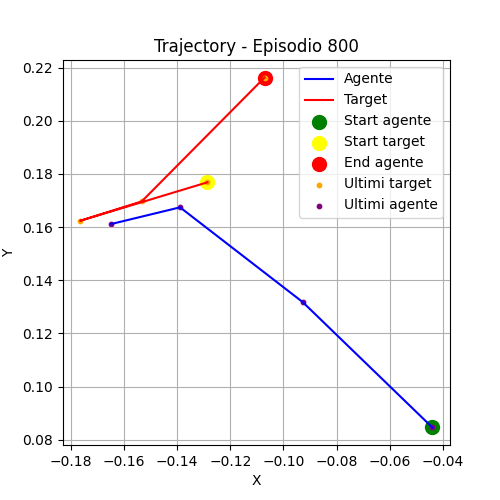 Trajectory - Episodio 800
Agente
Target
Start agente
Start target
End agente
Ultimi target
Ultimi agente
Y
0.22
0.20
0.18
0.16
0.14
0.12
0.10
0.08
−0.18 −0.16 −0.14 −0.12 −0.10 −0.08 −0.06 −0.04
X